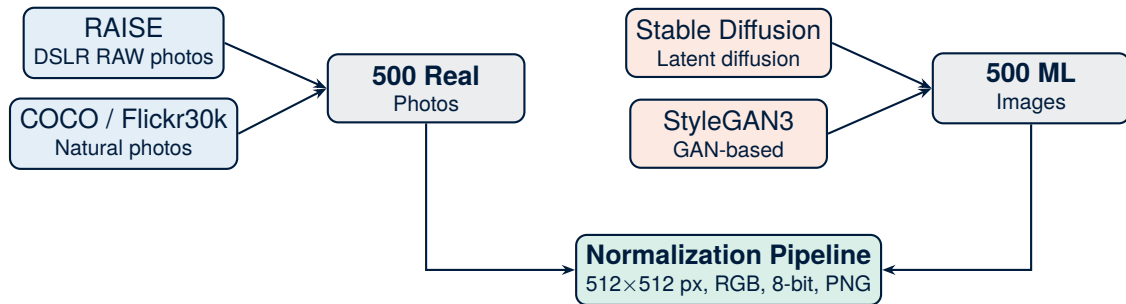 RAISE
DSLR RAW photos
COCO / Flickr30k
Natural photos
500 Real
Photos
Stable Diffusion
Latent diffusion
StyleGAN3
GAN-based
500 ML
Images
Normalization Pipeline
512×512 px, RGB, 8-bit, PNG